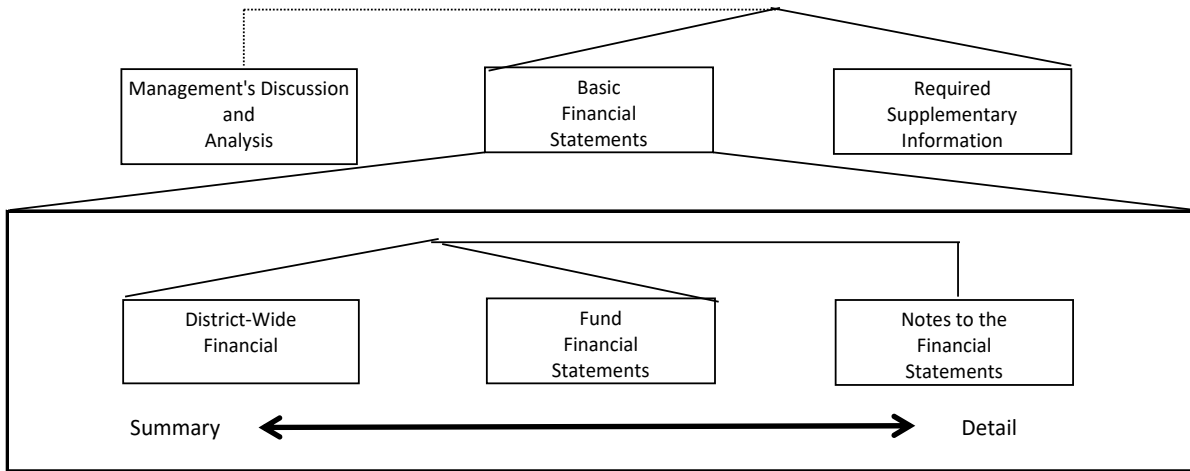 Management's Discussion
and
Analysis
Basic
Financial
Statements
Required
Supplementary
Information
District-Wide
Financial
Fund
Financial
Statements
Notes to the
Financial
Statements
Summary
Detail